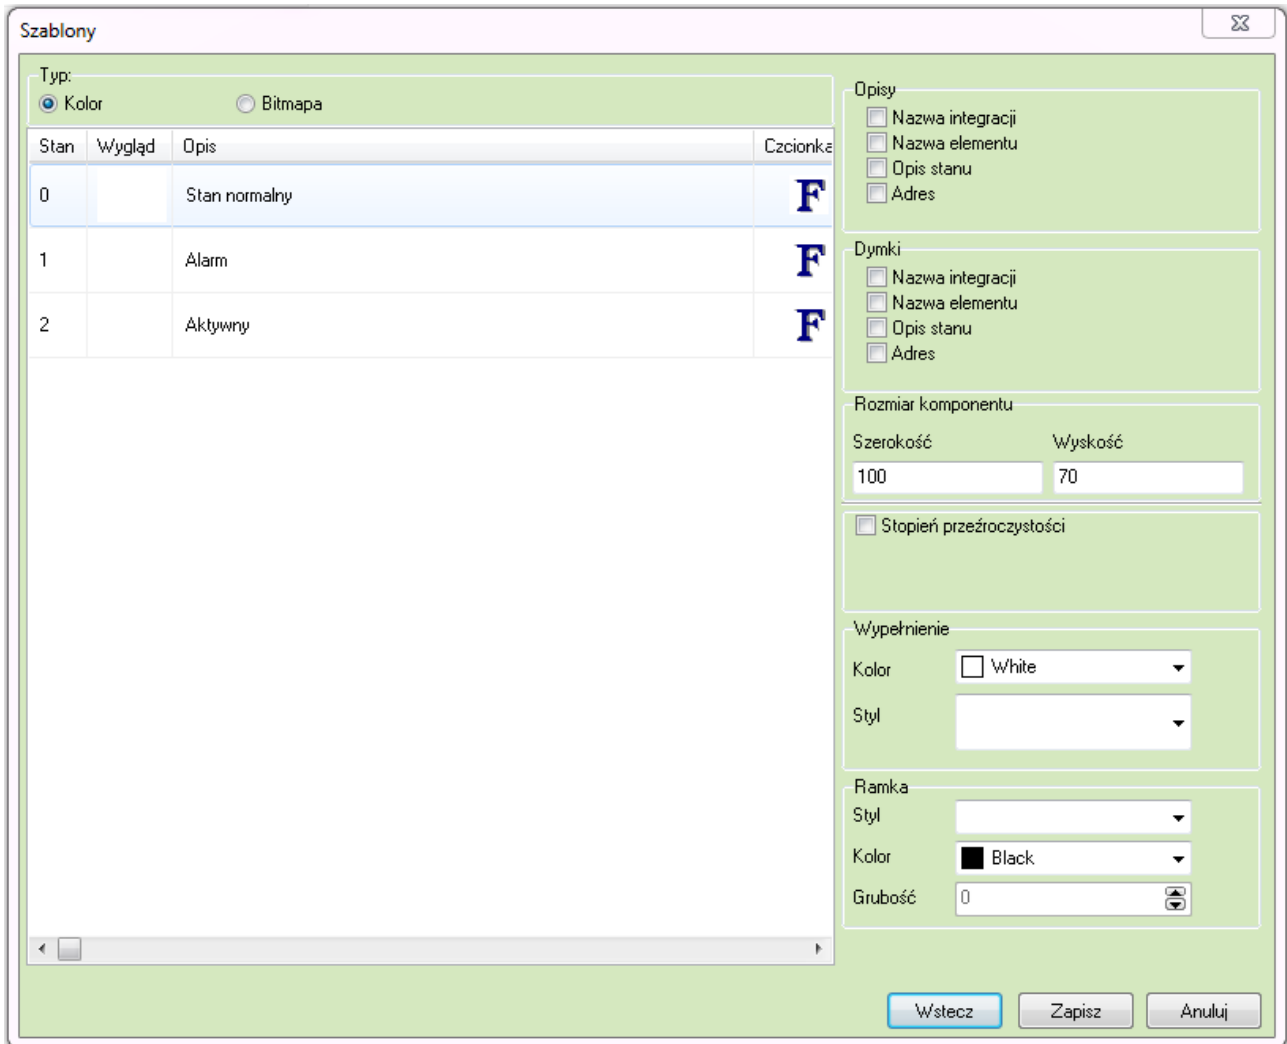 Szablony
Typ:
Kolor Bitmapa
Stan Wygląd Opis Czcionka
0 Stan normalny F
1 Alarm F
2 Aktywny F
Opisy
Nazwa integracji
Nazwa elementu
Opis stanu
Adres
Dymki
Nazwa integracji
Nazwa elementu
Opis stanu
Adres
Rozmiar komponentu
Szerokość Wyskość
100 70
Stopień przeźroczystości
Wypełnienie
Kolor White
Styl
Ramka
Styl
Kolor Black
Grubość 0
Wstecz Zapisz Anuluj